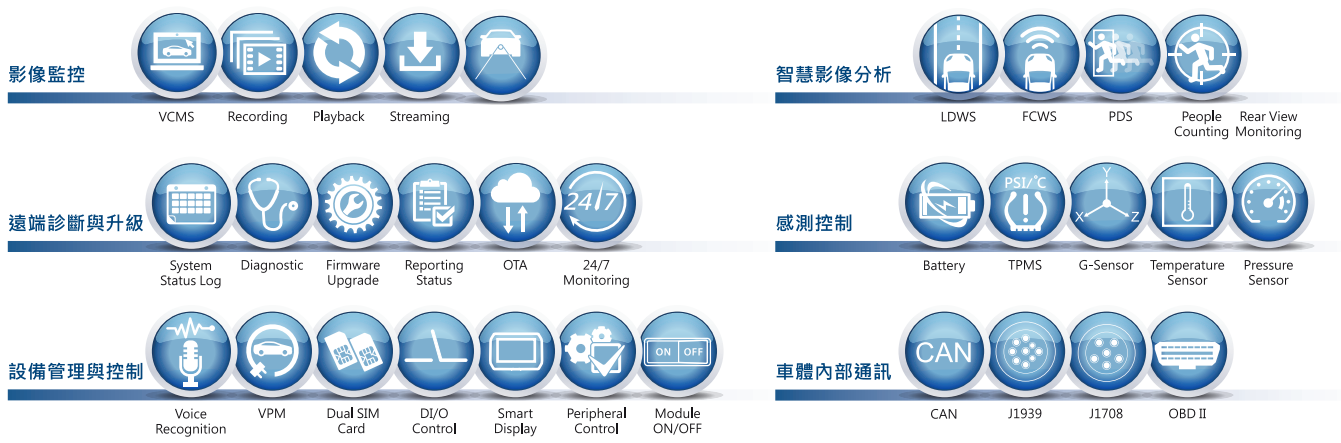 影像監控
VCMS
Recording
Playback
Streaming
智慧影像分析
LDWS
FCWS
PDS
People
Counting
Rear View
Monitoring
遠端診斷與升級
24/7
System
Status Log
Diagnostic
Firmware
Upgrade
Reporting
Status
OTA
24/7
Monitoring
感測控制
PSI/°C
Y
X
Z
Battery
TPMS
G-Sensor
Temperature
Sensor
Pressure
Sensor
設備管理與控制
ON OFF
Voice
Recognition
VPM
Dual SIM
Card
DI/O
Control
Smart
Display
Peripheral
Control
Module
ON/OFF
車體內部通訊
CAN
CAN
J1939
J1708
OBD II